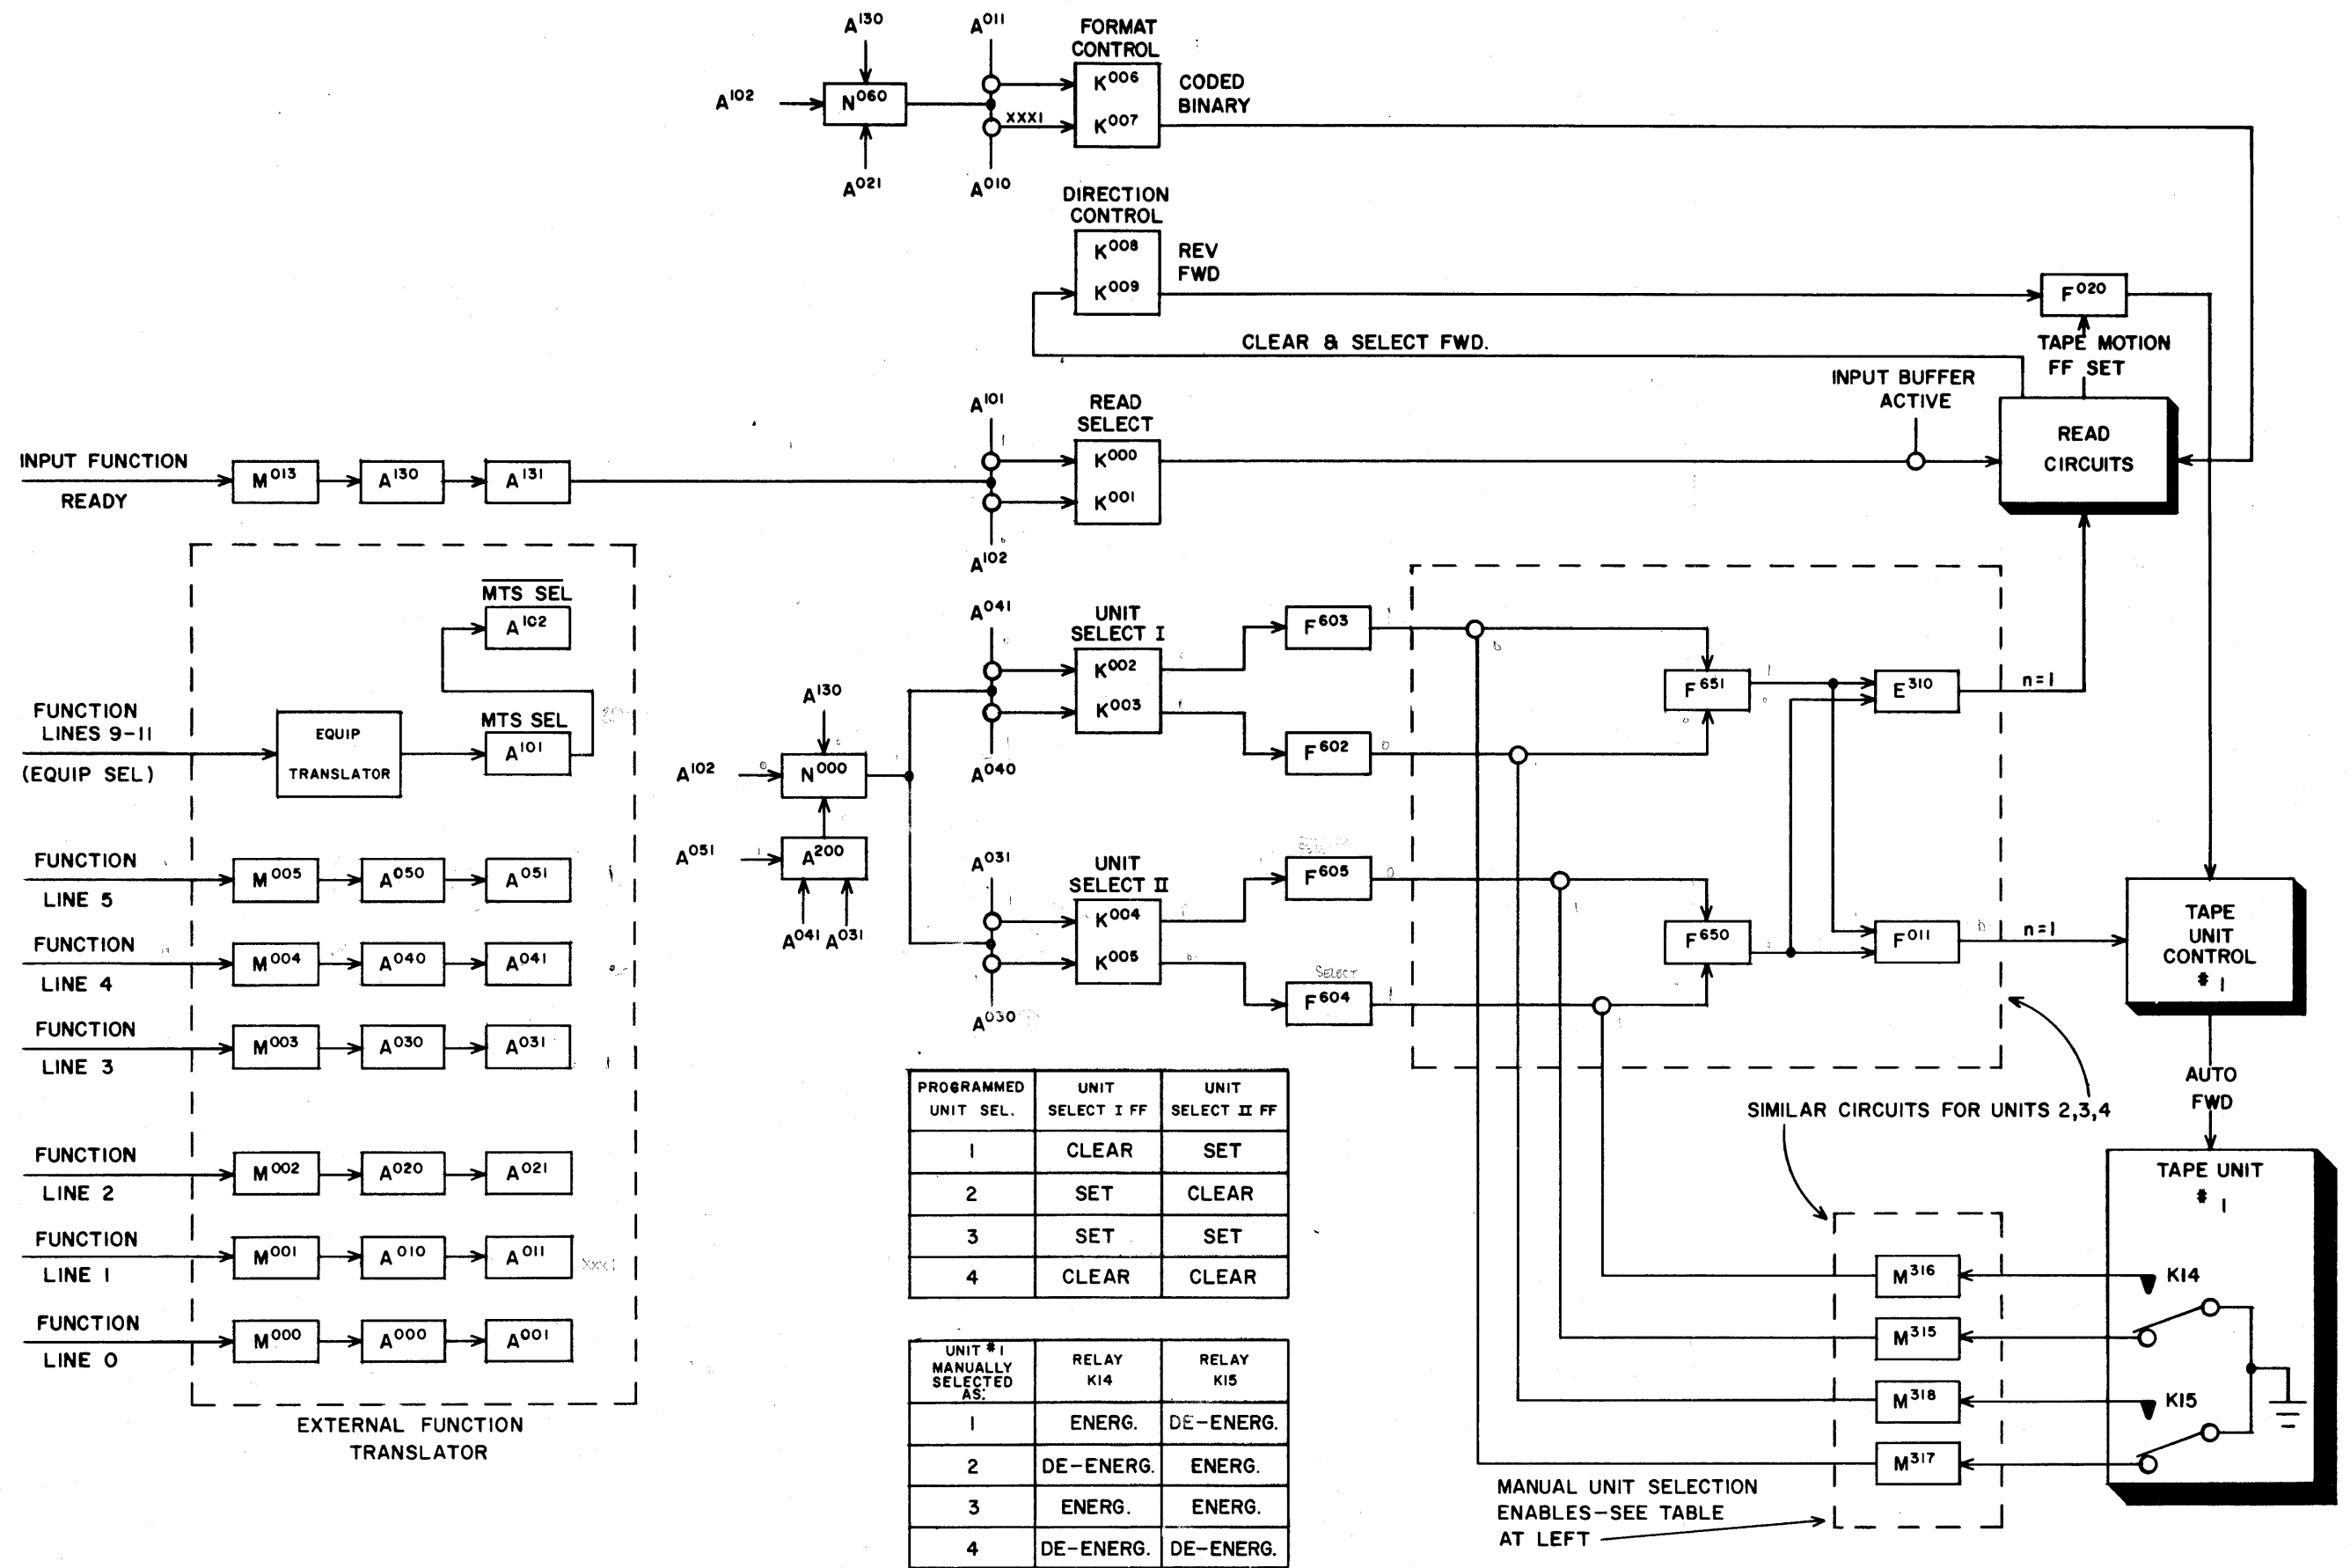 A130
A011
FORMAT
CONTROL
A102
N060
K006
CODED
BINARY
XXX1
K007
A021
A010
DIRECTION
CONTROL
K008
REV
FWD
K009
F020
CLEAR & SELECT FWD.
TAPE MOTION
FF SET
INPUT BUFFER
ACTIVE
A101
READ
SELECT
READ
CIRCUITS
INPUT FUNCTION
READY
M013
A130
A131
K000
K001
A102
MTS SEL
A102
FUNCTION
LINES 9-11
(EQUIP SEL)
EQUIP
TRANSLATOR
MTS SEL
A101
A041
UNIT
SELECT I
K002
K003
A040
F603
F602
F651
E310
n=1
A130
A102
N000
A051
A200
A041 A031
A031
UNIT
SELECT II
K004
K005
A030
F605
SELECT
F604
F650
F011
n=1
TAPE
UNIT
CONTROL
# 1
FUNCTION
LINE 5
M005
A050
A051
FUNCTION
LINE 4
M004
A040
A041
FUNCTION
LINE 3
M003
A030
A031
FUNCTION
LINE 2
M002
A020
A021
FUNCTION
LINE 1
M001
A010
A011
XXX1
FUNCTION
LINE 0
M000
A000
A001
EXTERNAL FUNCTION
TRANSLATOR
PROGRAMMED UNIT SEL.
UNIT SELECT I FF
UNIT SELECT II FF
1 CLEAR SET
2 SET CLEAR
3 SET SET
4 CLEAR CLEAR
UNIT #1 MANUALLY SELECTED AS:
RELAY K14
RELAY K15
1 ENERG. DE-ENERG.
2 DE-ENERG. ENERG.
3 ENERG. ENERG.
4 DE-ENERG. DE-ENERG.
AUTO
FWD
SIMILAR CIRCUITS FOR UNITS 2,3,4
TAPE UNIT
# 1
M316
K14
M315
M318
K15
M317
MANUAL UNIT SELECTION
ENABLES-SEE TABLE
AT LEFT